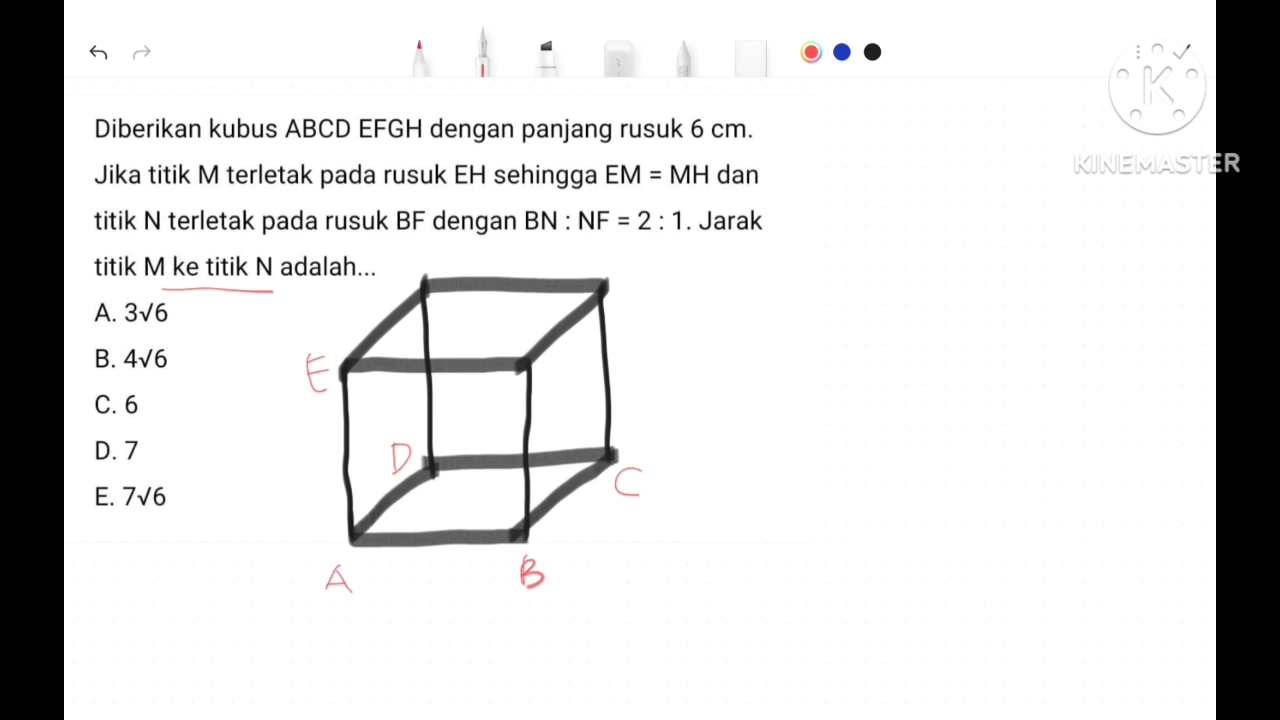 K
KINEMASTER
Diberikan kubus ABCD EFGH dengan panjang rusuk 6 cm.
Jika titik M terletak pada rusuk EH sehingga EM = MH dan
titik N terletak pada rusuk BF dengan BN : NF = 2 : 1. Jarak
titik M ke titik N adalah...
A. 3√6
B. 4√6
C. 6
D. 7
E. 7√6
E
D
C
A
B